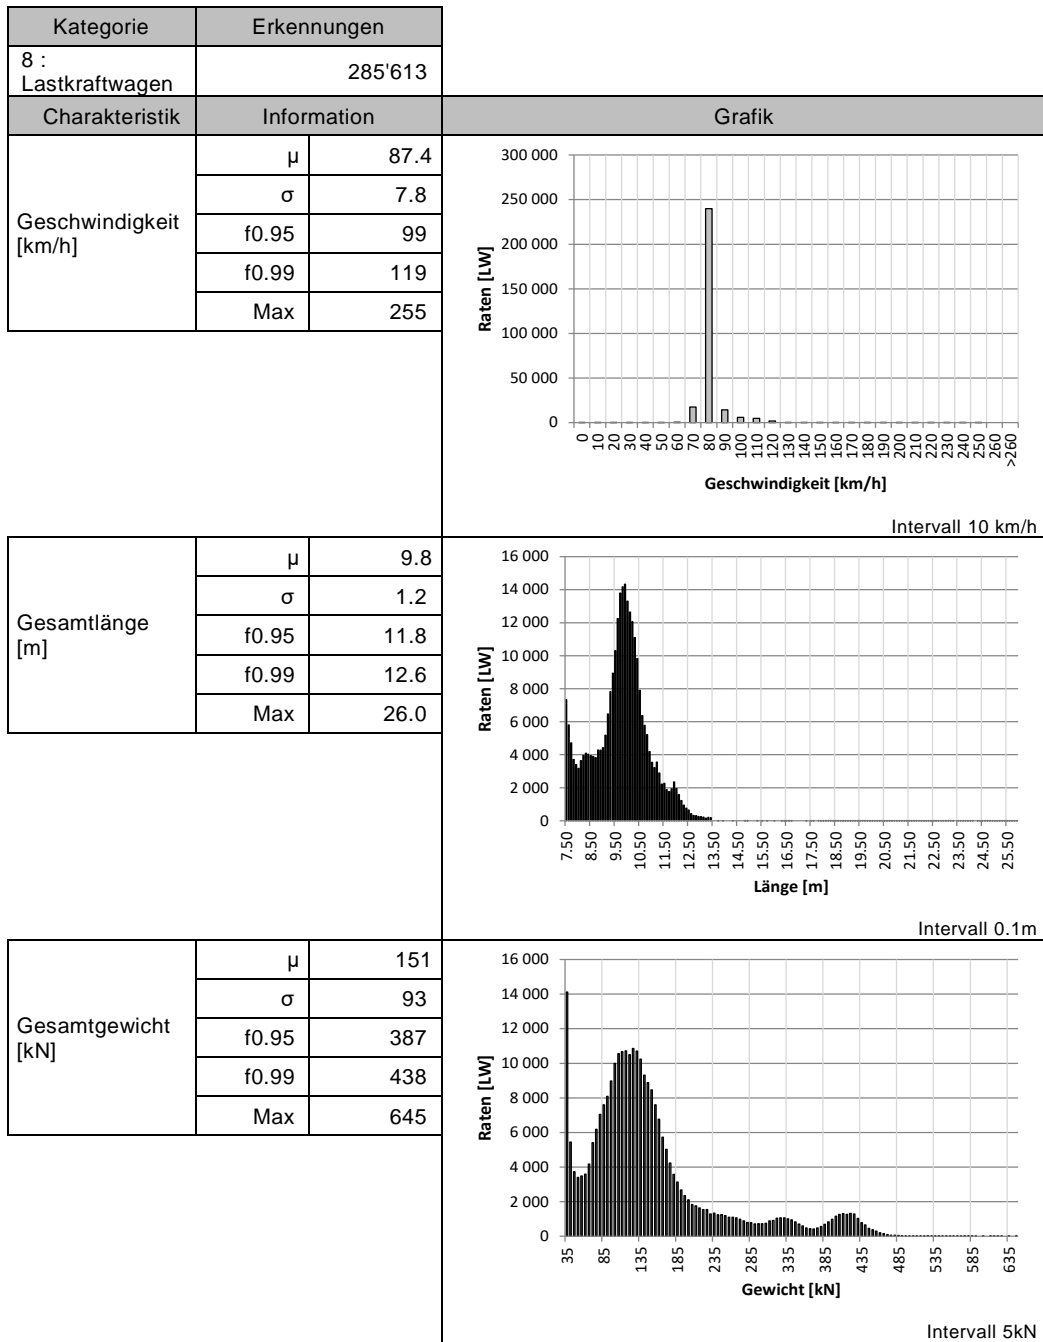 Kategorie Erkennungen
8 :
Lastkraftwagen 285'613
Charakteristik Information Grafik
Geschwindigkeit
[km/h]
μ 87.4
σ 7.8
f0.95 99
f0.99 119
Max 255
300 000
250 000
200 000
150 000
100 000
50 000
0
Raten [LW]
0 10 20 30 40 50 60 70 80 90 100 110 120 130 140 150 160 170 180 190 200 210 220 230 240 250 260 >260
Geschwindigkeit [km/h]
Intervall 10 km/h
Gesamtlänge
[m]
μ 9.8
σ 1.2
f0.95 11.8
f0.99 12.6
Max 26.0
16 000
14 000
12 000
10 000
8 000
6 000
4 000
2 000
0
Raten [LW]
7.50 8.50 9.50 10.50 11.50 12.50 13.50 14.50 15.50 16.50 17.50 18.50 19.50 20.50 21.50 22.50 23.50 24.50 25.50
Länge [m]
Intervall 0.1m
Gesamtgewicht
[kN]
μ 151
σ 93
f0.95 387
f0.99 438
Max 645
16 000
14 000
12 000
10 000
8 000
6 000
4 000
2 000
0
Raten [LW]
35 85 135 185 235 285 335 385 435 485 535 585 635
Gewicht [kN]
Intervall 5kN